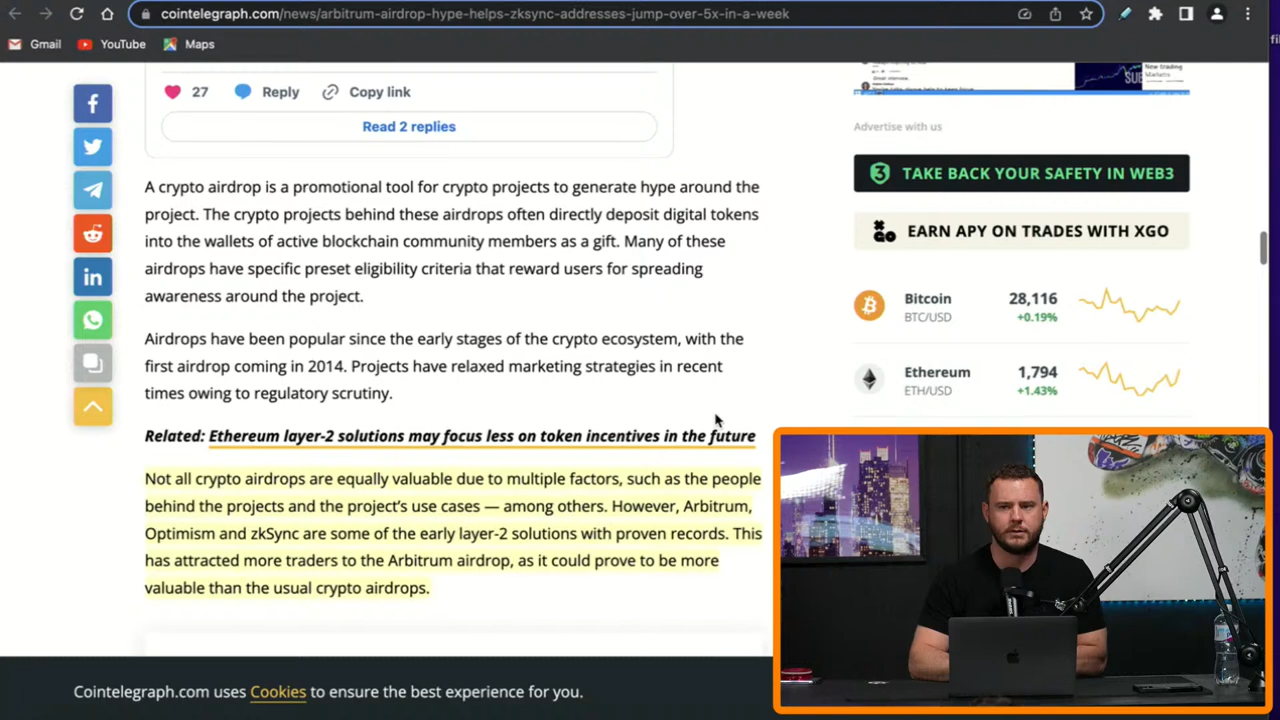 cointelegraph.com/news/arbitrum-airdrop-hype-helps-zksync-addresses-jump-over-5x-in-a-week
Gmail
YouTube
Maps
27
Reply
Copy link
Read 2 replies
A crypto airdrop is a promotional tool for crypto projects to generate hype around the
project. The crypto projects behind these airdrops often directly deposit digital tokens
into the wallets of active blockchain community members as a gift. Many of these
airdrops have specific preset eligibility criteria that reward users for spreading
awareness around the project.
Airdrops have been popular since the early stages of the crypto ecosystem, with the
first airdrop coming in 2014. Projects have relaxed marketing strategies in recent
times owing to regulatory scrutiny.
Related: Ethereum layer-2 solutions may focus less on token incentives in the future
Not all crypto airdrops are equally valuable due to multiple factors, such as the people
behind the projects and the project's use cases — among others. However, Arbitrum,
Optimism and zkSync are some of the early layer-2 solutions with proven records. This
has attracted more traders to the Arbitrum airdrop, as it could prove to be more
valuable than the usual crypto airdrops.
Cointelegraph.com uses Cookies to ensure the best experience for you.
New trading
Markets
Advertise with us
TAKE BACK YOUR SAFETY IN WEB3
EARN APY ON TRADES WITH XGO
Bitcoin 28,116
BTC/USD +0.19%
Ethereum 1,794
ETH/USD +1.43%